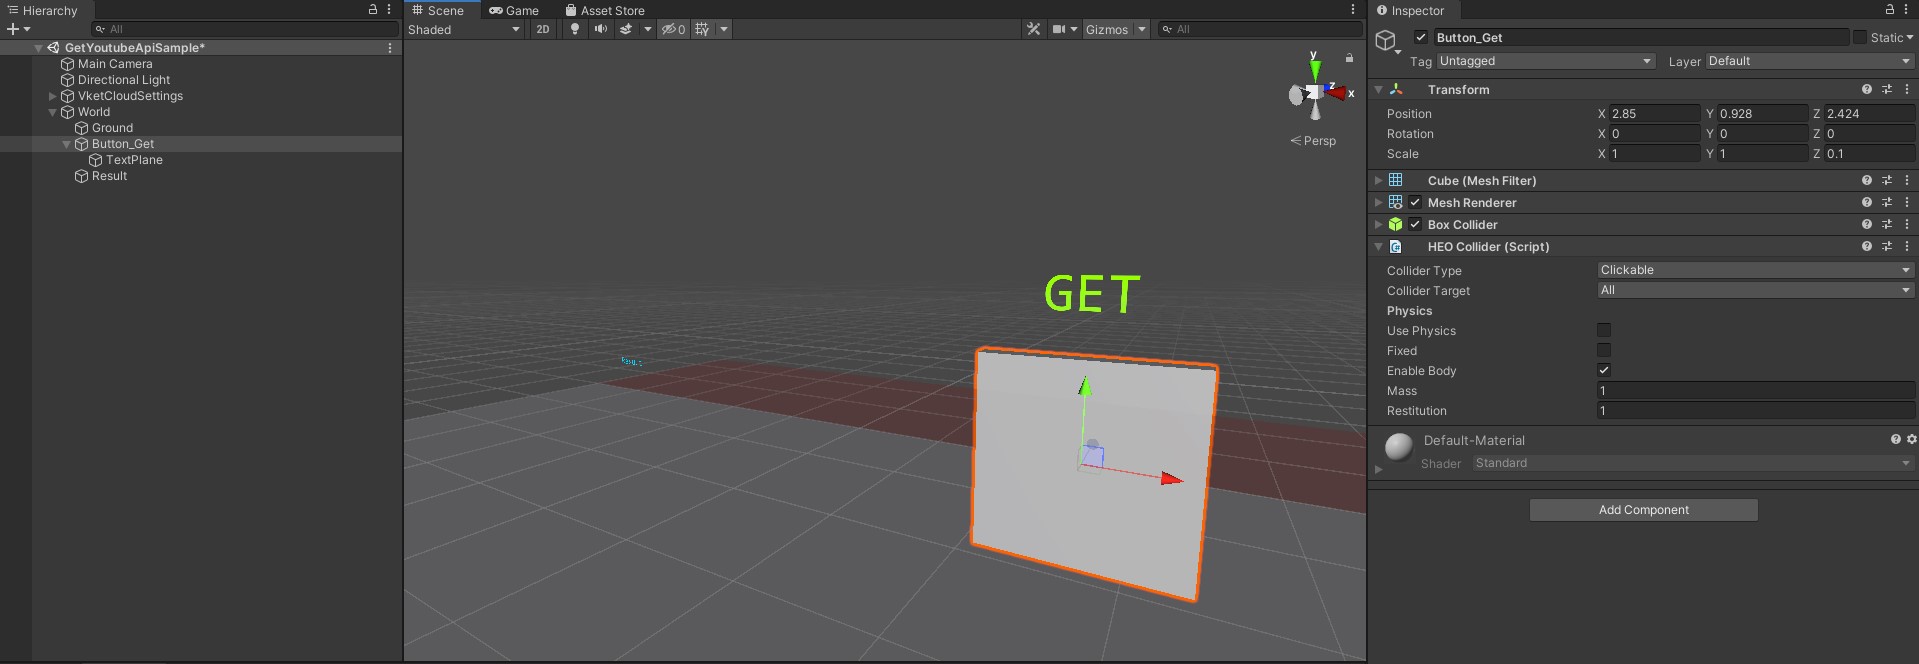 Hierarchy
All
GetYoutubeApiSample*
Main Camera
Directional Light
VketCloudSettings
World
Ground
Button_Get
TextPlane
Result
Scene
Game
Asset Store
Shaded
2D
0
Gizmos
All
y
z
x
Persp
GET
Result
Inspector
Button_Get
Static
Tag Untagged
Layer Default
Transform
Position X 2.85 Y 0.928 Z 2.424
Rotation X 0 Y 0 Z 0
Scale X 1 Y 1 Z 0.1
Cube (Mesh Filter)
Mesh Renderer
Box Collider
HEO Collider (Script)
Collider Type Clickable
Collider Target All
Physics
Use Physics
Fixed
Enable Body
Mass 1
Restitution 1
Default-Material
Shader Standard
Add Component